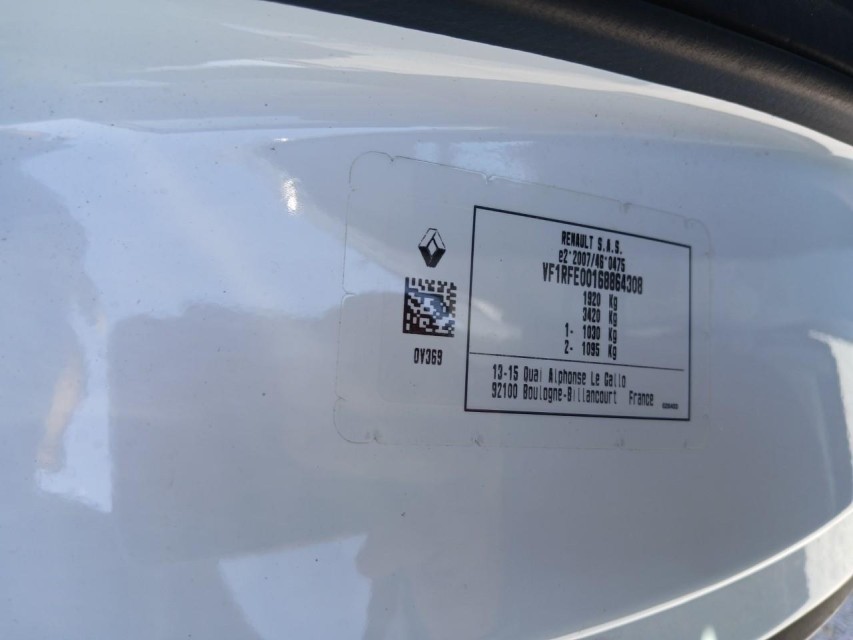 RENAULT S.A.S.
e2*2007/46*0475
VF1RFE00168864308
1920 Kg
3420 Kg
1- 1030 Kg
2- 1095 Kg
0V369
13-15 Quai Alphonse Le Gallo
92100 Boulogne-Billancourt France